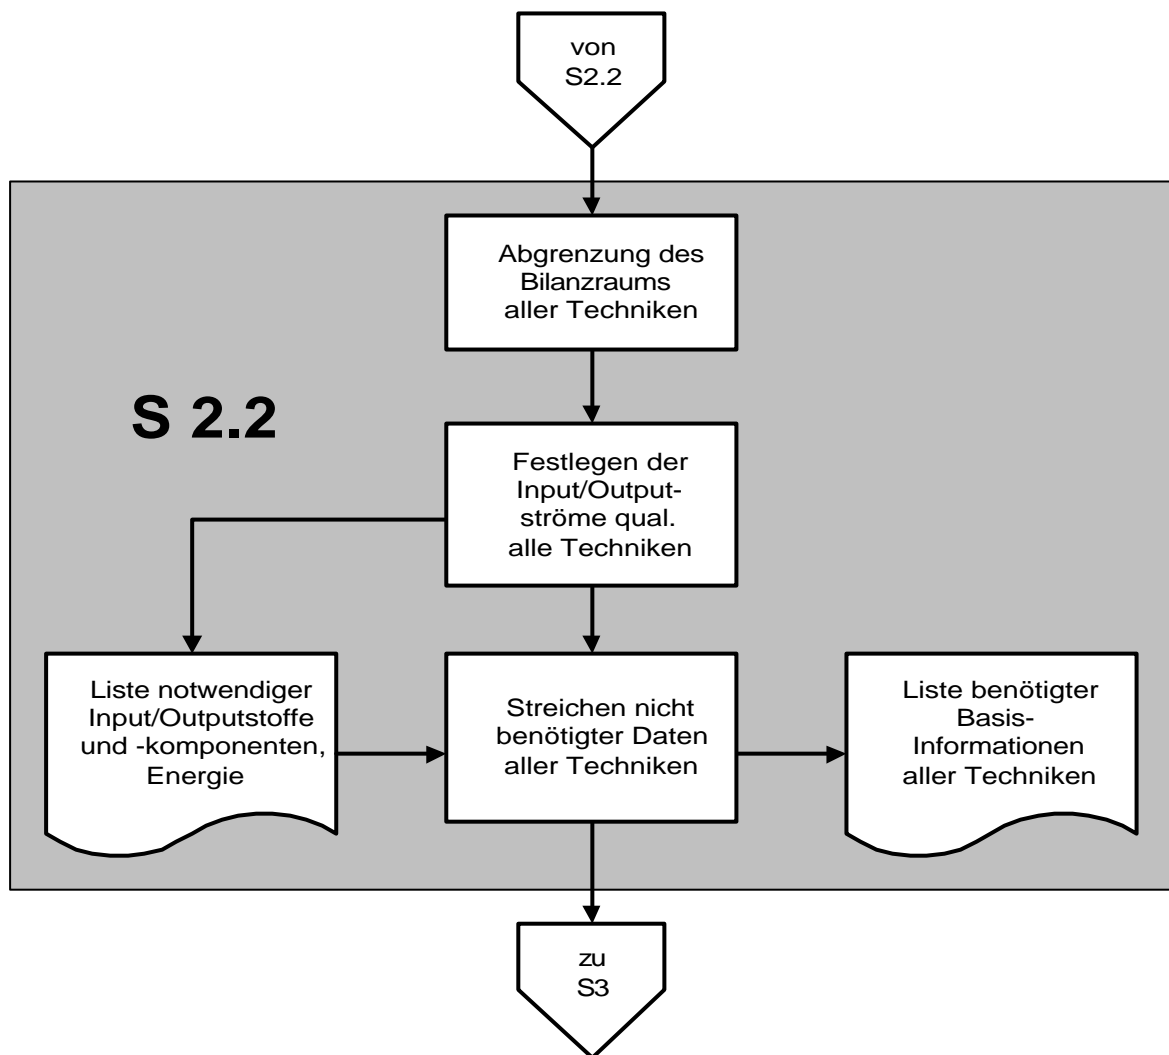 von
S2.2
Abgrenzung des
Bilanzraums
aller Techniken
S 2.2
Festlegen der
Input/Output-
ströme qual.
alle Techniken
Liste notwendiger
Input/Outputstoffe
und -komponenten,
Energie
Streichen nicht
benötigter Daten
aller Techniken
Liste benötigter
Basis-
Informationen
aller Techniken
zu
S3